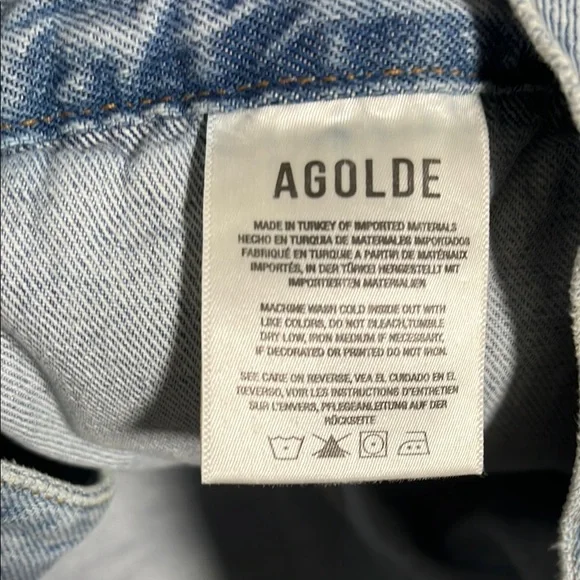 AGOLDE
MADE IN TURKEY OF IMPORTED MATERIALS
HECHO EN TURQUIA DE MATERIALES IMPORTADOS
FABRIQUÉ EN TURQUIE A PARTIR DE MATÉRIAUX
IMPORTÉS, IN DER TÜRKEI HERGESTELLT MIT
IMPORTIERTEN MATERIALIEN
MACHINE WASH COLD INSIDE OUT WITH
LIKE COLORS, DO NOT BLEACH,TUMBLE
DRY LOW, IRON MEDIUM IF NECESSARY,
IF DECORATED OR PRINTED DO NOT IRON.
SEE CARE ON REVERSE, VEA EL CUIDADO EN EL
REVERSO, VOIR LES INSTRUCTIONS D'ENTRETIEN
SUR L'ENVERS, PFLEGEANLEITUNG AUF DER
RÜCKSEITE